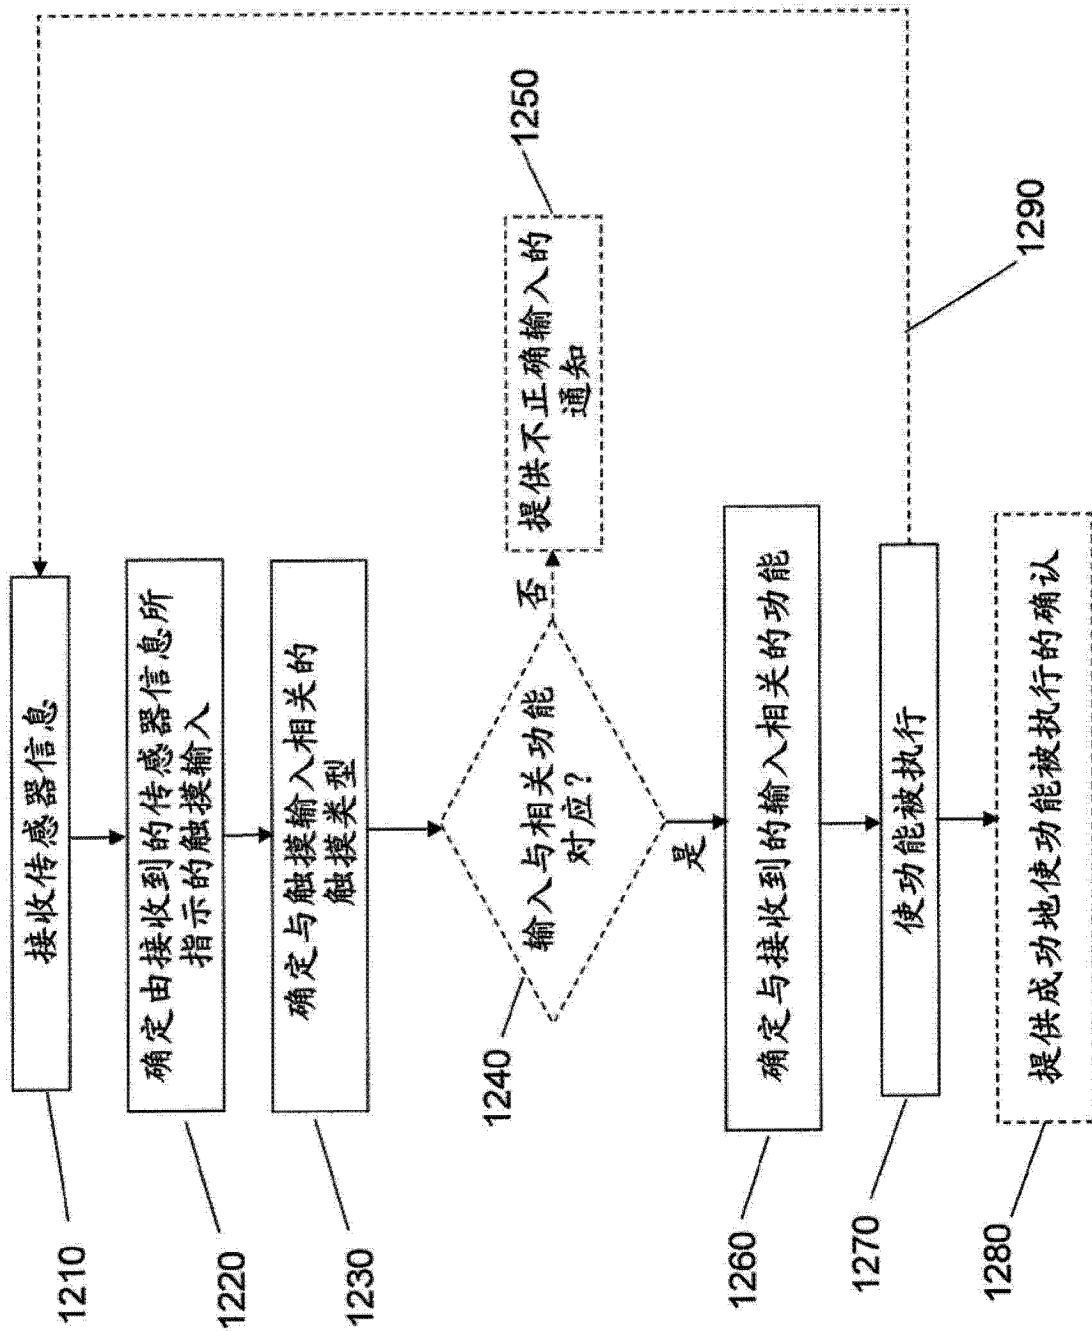 1210
接收传感器信息
1220
确定由接收到的传感器信息所
指示的触摸输入
1230
确定与触摸输入相关的
触摸类型
1240
输入与相关功能
对应?
否
提供不正确输入的
通知
1250
是
1260
确定与接收到的输入相关的功能
1270
使功能被执行
1290
1280
提供成功地使功能被执行的确认